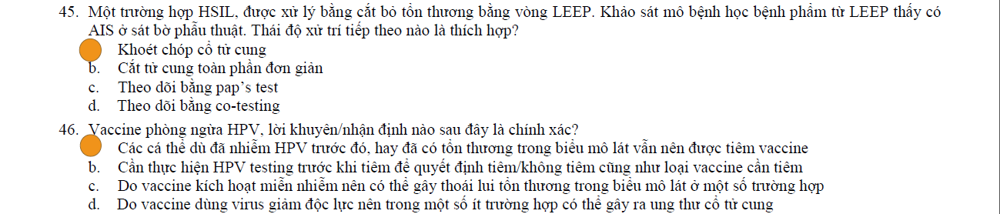 45. Một trường hợp HSIL, được xử lý bằng cắt bỏ tổn thương bằng vòng LEEP. Khảo sát mô bệnh học bệnh phẩm từ LEEP thấy có
AIS ở sát bờ phẫu thuật. Thái độ xử trí tiếp theo nào là thích hợp?
Khoét chóp cổ tử cung
b. Cắt tử cung toàn phần đơn giản
c. Theo dõi bằng pap’s test
d. Theo dõi bằng co-testing
46. Vaccine phòng ngừa HPV, lời khuyên/nhận định nào sau đây là chính xác?
Các cá thể dù đã nhiễm HPV trước đó, hay đã có tổn thương trong biểu mô lát vẫn nên được tiêm vaccine
b. Cần thực hiện HPV testing trước khi tiêm để quyết định tiêm/không tiêm cũng như loại vaccine cần tiêm
c. Do vaccine kích hoạt miễn nhiễm nên có thể gây thoái lui tổn thương trong biểu mô lát ở một số trường hợp
d. Do vaccine dùng virus giảm độc lực nên trong một số ít trường hợp có thể gây ra ung thư cổ tử cung